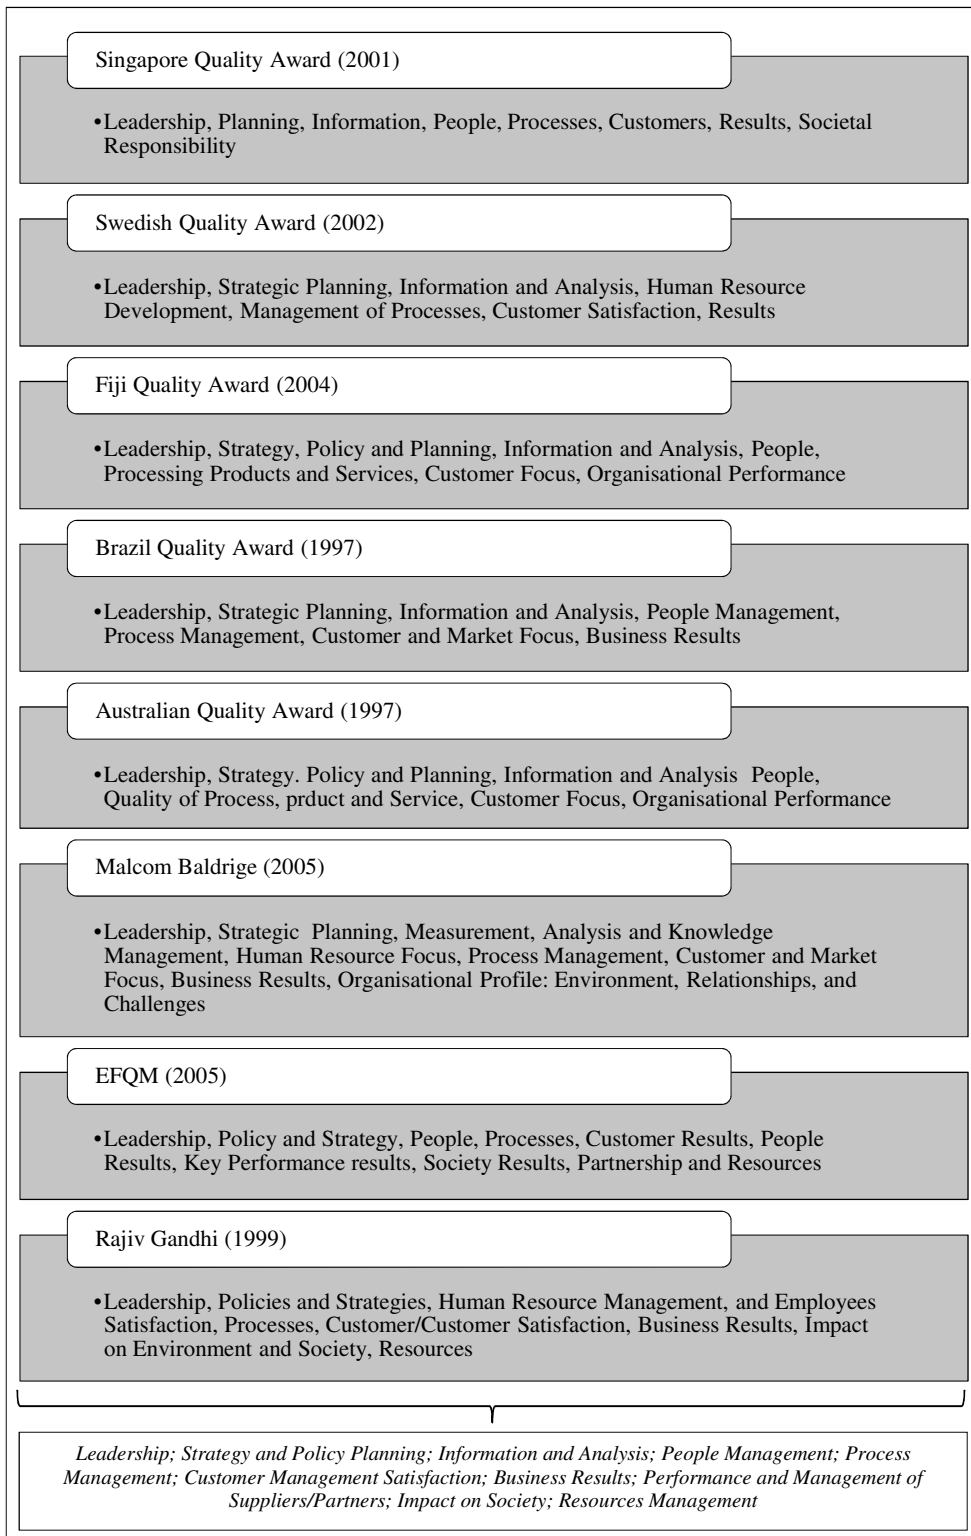 Singapore Quality Award (2001)
•Leadership, Planning, Information, People, Processes, Customers, Results, Societal
Responsibility
Swedish Quality Award (2002)
•Leadership, Strategic Planning, Information and Analysis, Human Resource
Development, Management of Processes, Customer Satisfaction, Results
Fiji Quality Award (2004)
•Leadership, Strategy, Policy and Planning, Information and Analysis, People,
Processing Products and Services, Customer Focus, Organisational Performance
Brazil Quality Award (1997)
•Leadership, Strategic Planning, Information and Analysis, People Management,
Process Management, Customer and Market Focus, Business Results
Australian Quality Award (1997)
•Leadership, Strategy. Policy and Planning, Information and Analysis  People,
Quality of Process, prduct and Service, Customer Focus, Organisational Performance
Malcom Baldrige (2005)
•Leadership, Strategic  Planning, Measurement, Analysis and Knowledge
Management, Human Resource Focus, Process Management, Customer and Market
Focus, Business Results, Organisational Profile: Environment, Relationships, and
Challenges
EFQM (2005)
•Leadership, Policy and Strategy, People, Processes, Customer Results, People
Results, Key Performance results, Society Results, Partnership and Resources
Rajiv Gandhi (1999)
•Leadership, Policies and Strategies, Human Resource Management, and Employees
Satisfaction, Processes, Customer/Customer Satisfaction, Business Results, Impact
on Environment and Society, Resources
Leadership; Strategy and Policy Planning; Information and Analysis; People Management; Process
Management; Customer Management Satisfaction; Business Results; Performance and Management of
Suppliers/Partners; Impact on Society; Resources Management